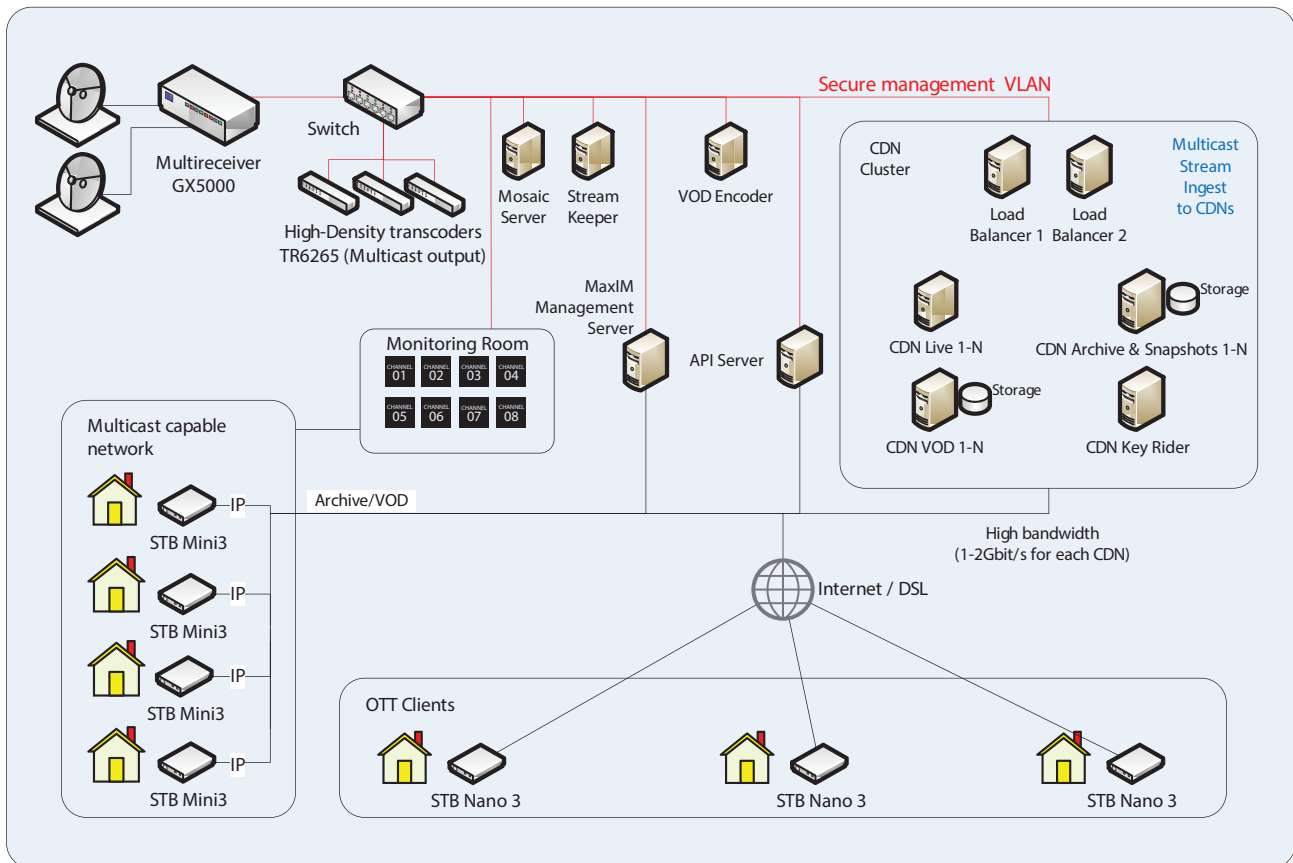 Secure management VLAN
Switch
Multireceiver
GX5000
High-Density transcoders
TR6265 (Multicast output)
Mosaic
Server
Stream
Keeper
VOD Encoder
CDN
Cluster
Multicast
Stream
Ingest
to CDNs
Load
Balancer 1
Load
Balancer 2
Storage
CDN Live 1-N
CDN Archive & Snapshots 1-N
Storage
CDN VOD 1-N
CDN Key Rider
MaxIM
Management
Server
API Server
Monitoring Room
CHANNEL
01
CHANNEL
02
CHANNEL
03
CHANNEL
04
CHANNEL
05
CHANNEL
06
CHANNEL
07
CHANNEL
08
Multicast capable
network
IP
STB Mini3
IP
STB Mini3
IP
STB Mini3
IP
STB Mini3
Archive/VOD
High bandwidth
(1-2Gbit/s for each CDN)
Internet / DSL
OTT Clients
STB Nano 3
STB Nano 3
STB Nano 3